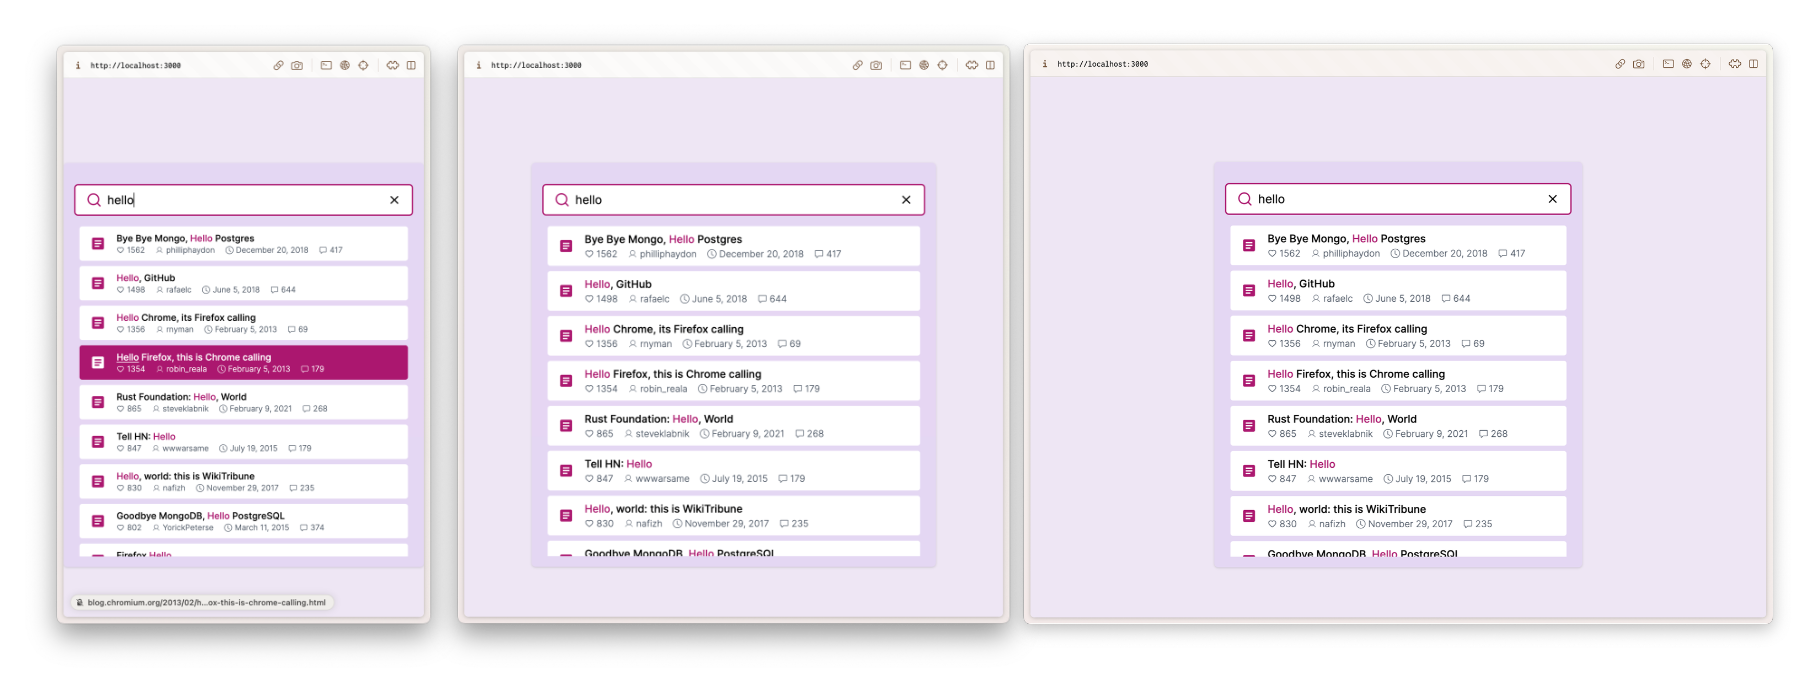 i http://localhost:3000
hello
Bye Bye Mongo, Hello Postgres
1562 philliphaydon December 20, 2018 417
Hello, GitHub
1498 rafaelc June 5, 2018 644
Hello Chrome, its Firefox calling
1356 rnyman February 5, 2013 69
Hello Firefox, this is Chrome calling
1354 robin_reala February 5, 2013 179
Rust Foundation: Hello, World
865 steveklabnik February 9, 2021 268
Tell HN: Hello
847 wwwarsame July 19, 2015 179
Hello, world: this is WikiTribune
830 nafizh November 29, 2017 235
Goodbye MongoDB, Hello PostgreSQL
802 YorickPeterse March 11, 2015 374
Firefox Hello
blog.chromium.org/2013/02/h...ox-this-is-chrome-calling.html
i http://localhost:3000
hello
Bye Bye Mongo, Hello Postgres
1562 philliphaydon December 20, 2018 417
Hello, GitHub
1498 rafaelc June 5, 2018 644
Hello Chrome, its Firefox calling
1356 rnyman February 5, 2013 69
Hello Firefox, this is Chrome calling
1354 robin_reala February 5, 2013 179
Rust Foundation: Hello, World
865 steveklabnik February 9, 2021 268
Tell HN: Hello
847 wwwarsame July 19, 2015 179
Hello, world: this is WikiTribune
830 nafizh November 29, 2017 235
Goodbye MongoDB, Hello PostgreSQL
i http://localhost:3000
hello
Bye Bye Mongo, Hello Postgres
1562 philliphaydon December 20, 2018 417
Hello, GitHub
1498 rafaelc June 5, 2018 644
Hello Chrome, its Firefox calling
1356 rnyman February 5, 2013 69
Hello Firefox, this is Chrome calling
1354 robin_reala February 5, 2013 179
Rust Foundation: Hello, World
865 steveklabnik February 9, 2021 268
Tell HN: Hello
847 wwwarsame July 19, 2015 179
Hello, world: this is WikiTribune
830 nafizh November 29, 2017 235
Goodbye MongoDB, Hello PostgreSQL